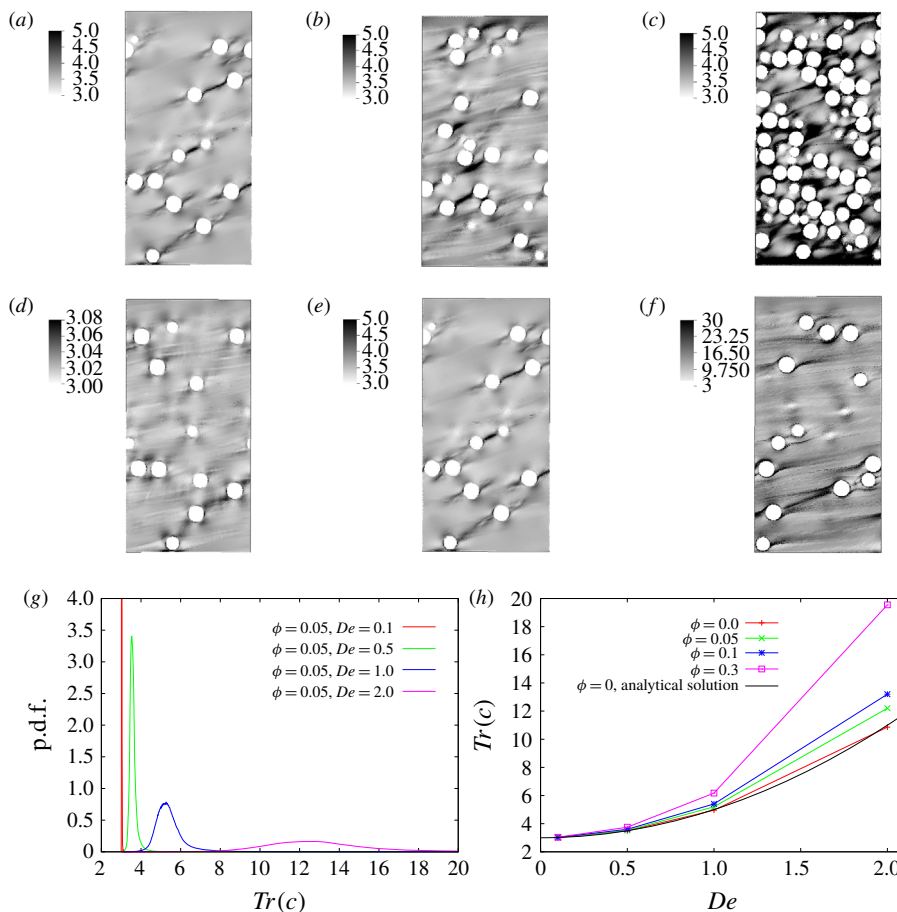 (a)
5.0
4.5
4.0
3.5
3.0
(b)
5.0
4.5
4.0
3.5
3.0
(c)
5.0
4.5
4.0
3.5
3.0
(d)
3.08
3.06
3.04
3.02
3.00
(e)
5.0
4.5
4.0
3.5
3.0
(f)
30
23.25
16.50
9.750
3
(g)
4.0
3.5
3.0
2.5
2.0
1.5
1.0
0.5
0
p.d.f.
ϕ = 0.05, De = 0.1
ϕ = 0.05, De = 0.5
ϕ = 0.05, De = 1.0
ϕ = 0.05, De = 2.0
2 4 6 8 10 12 14 16 18 20
Tr(c)
(h)
20
18
16
14
12
10
8
6
4
2
Tr(c)
ϕ = 0.0
ϕ = 0.05
ϕ = 0.1
ϕ = 0.3
ϕ = 0, analytical solution
0 0.5 1.0 1.5 2.0
De